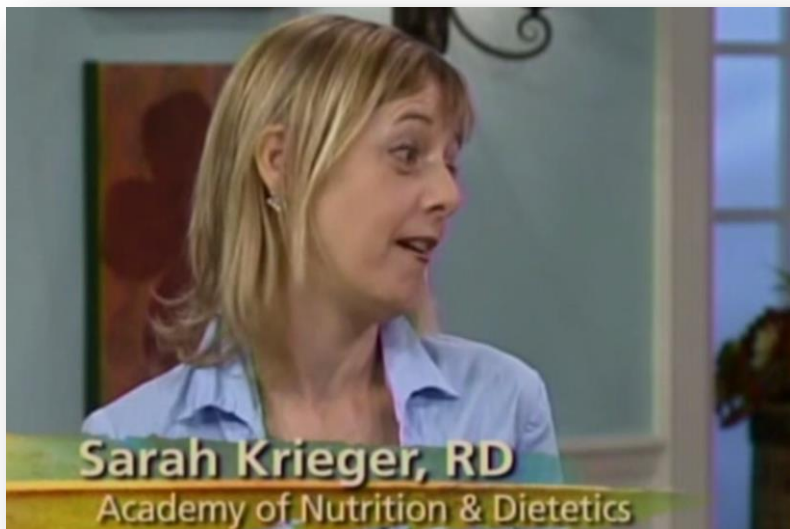 Sarah Krieger, RD
Academy of Nutrition & Dietetics